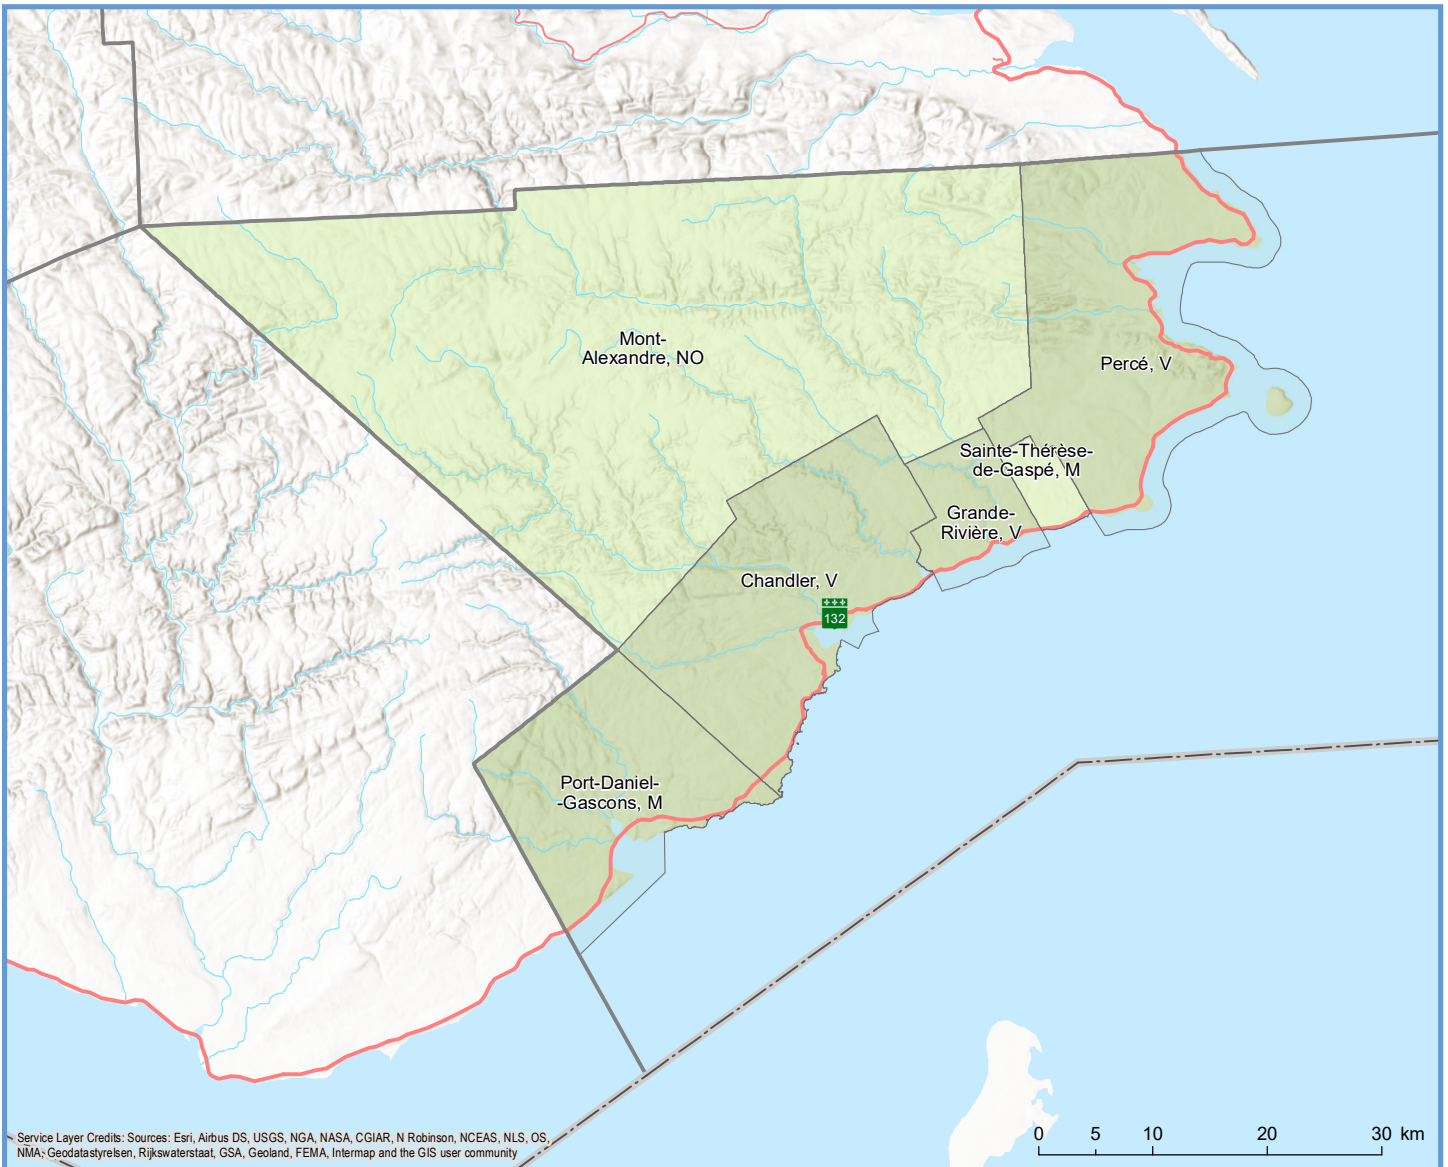 Mont-
Alexandre, NO
Percé, V
Sainte-Thérèse-
de-Gaspé, M
Grande-
Rivière, V
Chandler, V
132
Port-Daniel-
-Gascons, M
0 5 10 20 30 km
Service Layer Credits: Sources: Esri, Airbus DS, USGS, NGA, NASA, CGIAR, N Robinson, NCEAS, NLS, OS,
NMA, Geodatastyrelsen, Rijkswaterstaat, GSA, Geoland, FEMA, Intermap and the GIS user community